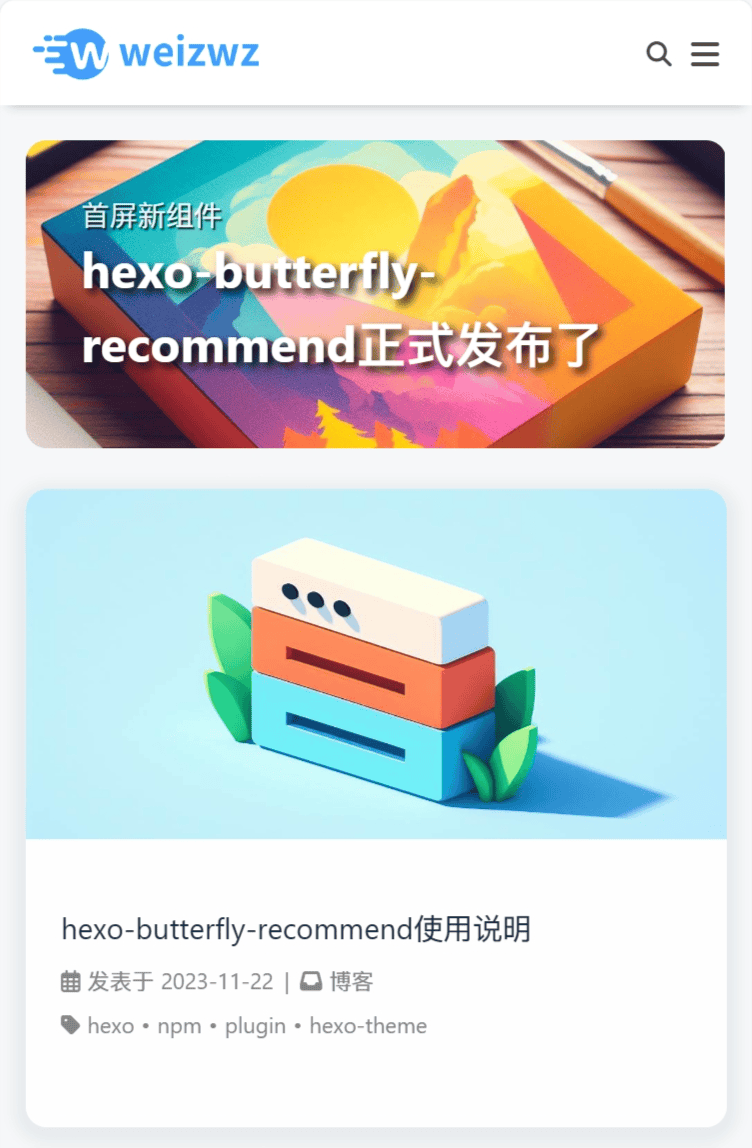 weizwz
首屏新组件
hexo-butterfly-
recommend正式发布了
hexo-butterfly-recommend使用说明
发表于 2023-11-22 | 博客
hexo • npm • plugin • hexo-theme